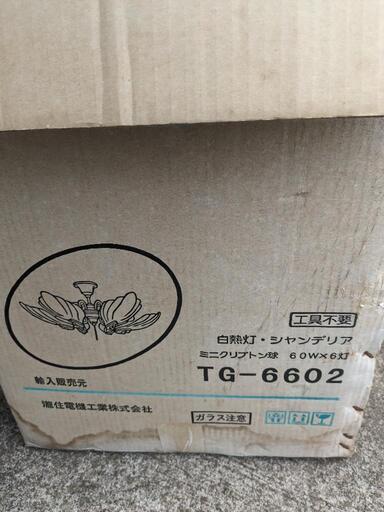 工具不要
白熱灯・シャンデリア
ミニクリプトン球 60W×6灯
TG-6602
輸入販売元
瀧住電機工業株式会社
ガラス注意